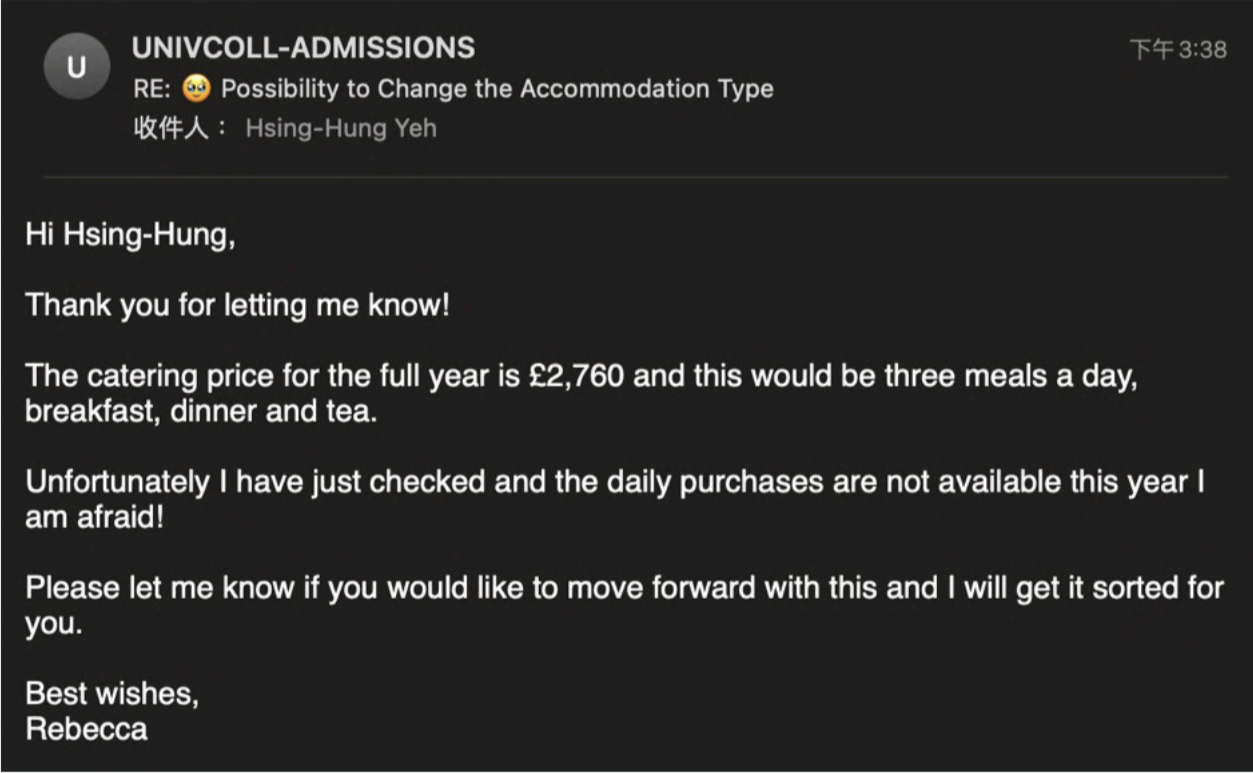 U
UNIVCOLL-ADMISSIONS
下午 3:38
RE: 🥹 Possibility to Change the Accommodation Type
收件人： Hsing-Hung Yeh
Hi Hsing-Hung,
Thank you for letting me know!
The catering price for the full year is £2,760 and this would be three meals a day,
breakfast, dinner and tea.
Unfortunately I have just checked and the daily purchases are not available this year I
am afraid!
Please let me know if you would like to move forward with this and I will get it sorted for
you.
Best wishes,
Rebecca